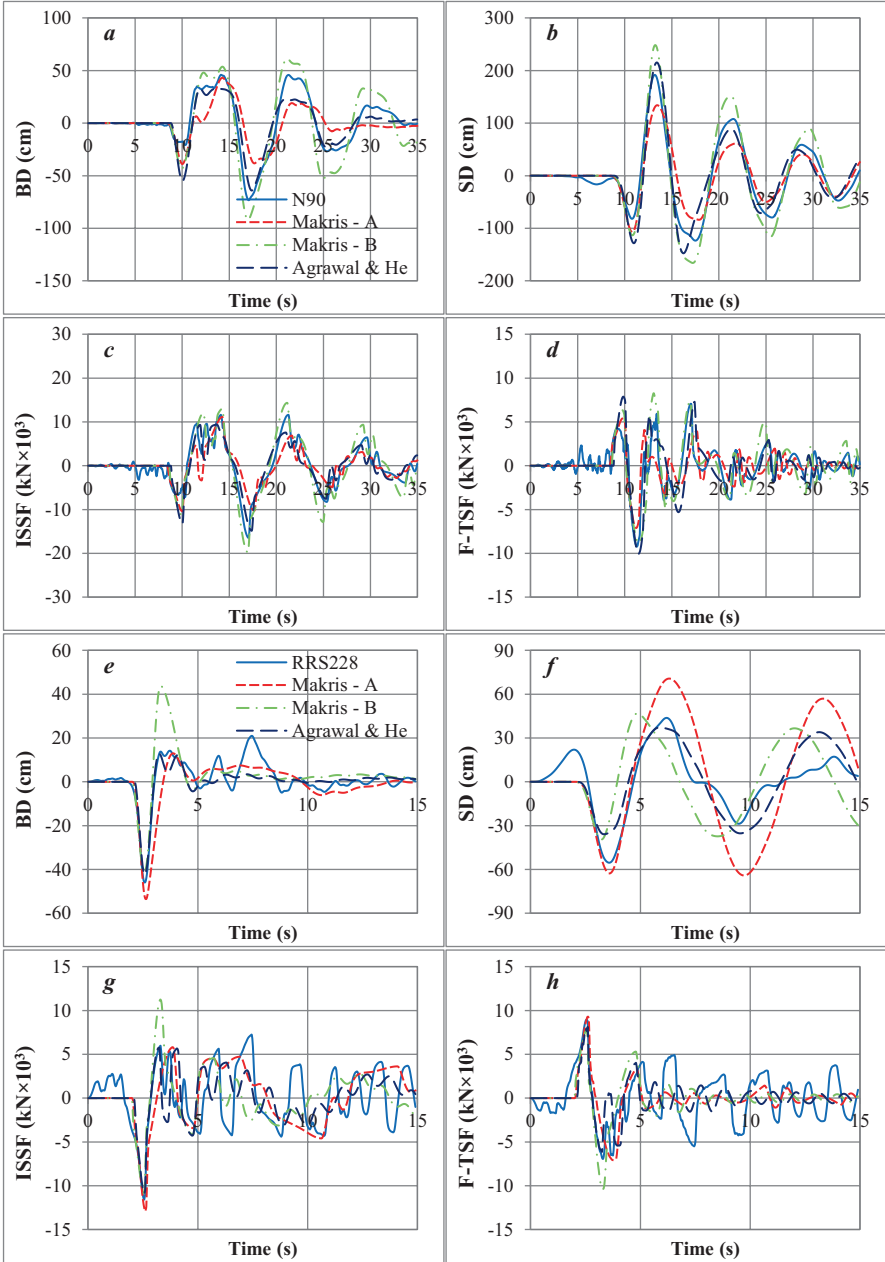 a
BD (cm)
100
50
0
-50
-100
-150
0 5 10 15 20 25 30 35
N90
Makris - A
Makris - B
Agrawal & He
Time (s)
b
SD (cm)
300
200
100
0
-100
-200
0 5 10 15 20 25 30 35
Time (s)
c
ISSF (kN×10³)
30
20
10
0
-10
-20
-30
0 5 10 15 20 25 30 35
Time (s)
d
F-TSF (kN×10³)
15
10
5
0
-5
-10
-15
0 5 10 15 20 25 30 35
Time (s)
e
BD (cm)
60
40
20
0
-20
-40
-60
0 5 10 15
RRS228
Makris - A
Makris - B
Agrawal & He
Time (s)
f
SD (cm)
90
60
30
0
-30
-60
-90
0 5 10 15
Time (s)
g
ISSF (kN×10³)
15
10
5
0
-5
-10
-15
0 5 10 15
Time (s)
h
F-TSF (kN×10³)
15
10
5
0
-5
-10
-15
0 5 10 15
Time (s)